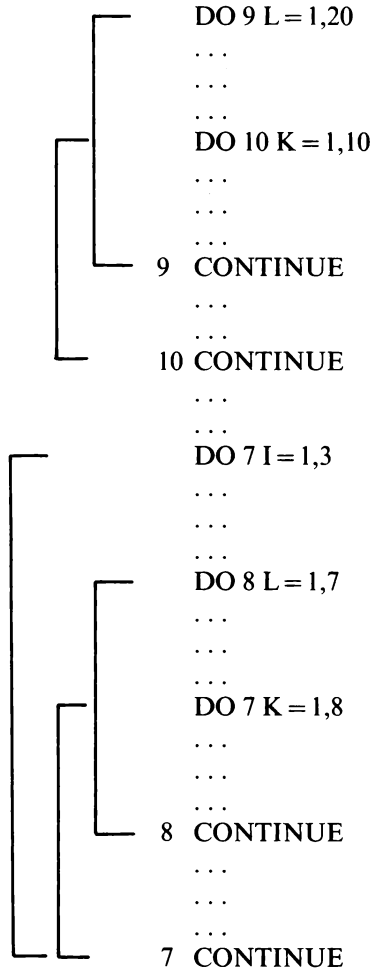 DO 9 L = 1,20
. . .
. . .
. . .
DO 10 K = 1,10
. . .
. . .
. . .
9 CONTINUE
. . .
. . .
10 CONTINUE
. . .
. . .
DO 7 I = 1,3
. . .
. . .
. . .
DO 8 L = 1,7
. . .
. . .
. . .
DO 7 K = 1,8
. . .
. . .
. . .
8 CONTINUE
. . .
. . .
. . .
7 CONTINUE